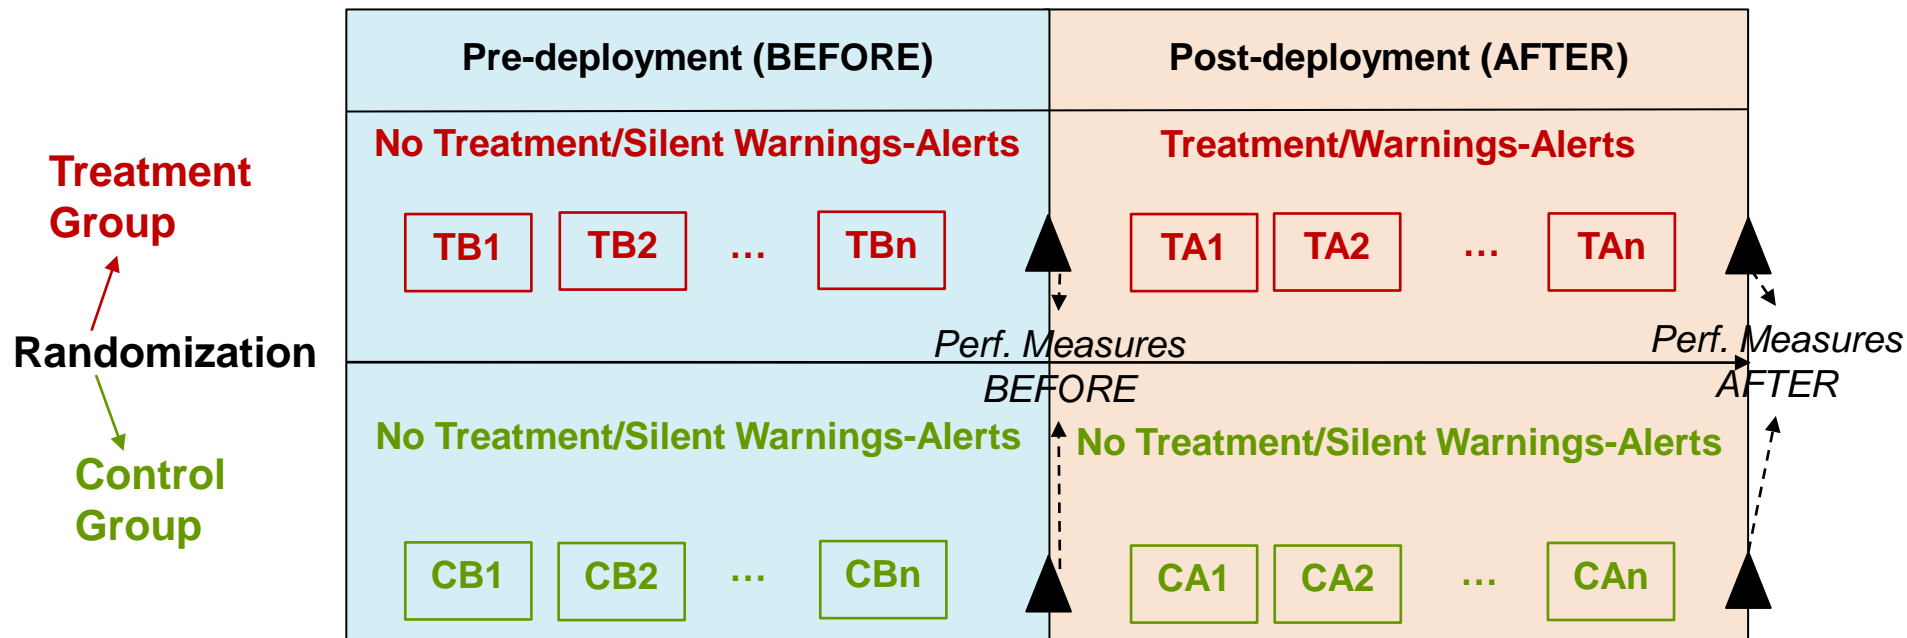 Pre-deployment (BEFORE)
Post-deployment (AFTER)
Treatment
Group
Randomization
Control
Group
No Treatment/Silent Warnings-Alerts
TB1 TB2 … TBn
Treatment/Warnings-Alerts
TA1 TA2 … TAn
Perf. Measures
BEFORE
Perf. Measures
AFTER
No Treatment/Silent Warnings-Alerts
CB1 CB2 … CBn
No Treatment/Silent Warnings-Alerts
CA1 CA2 … CAn